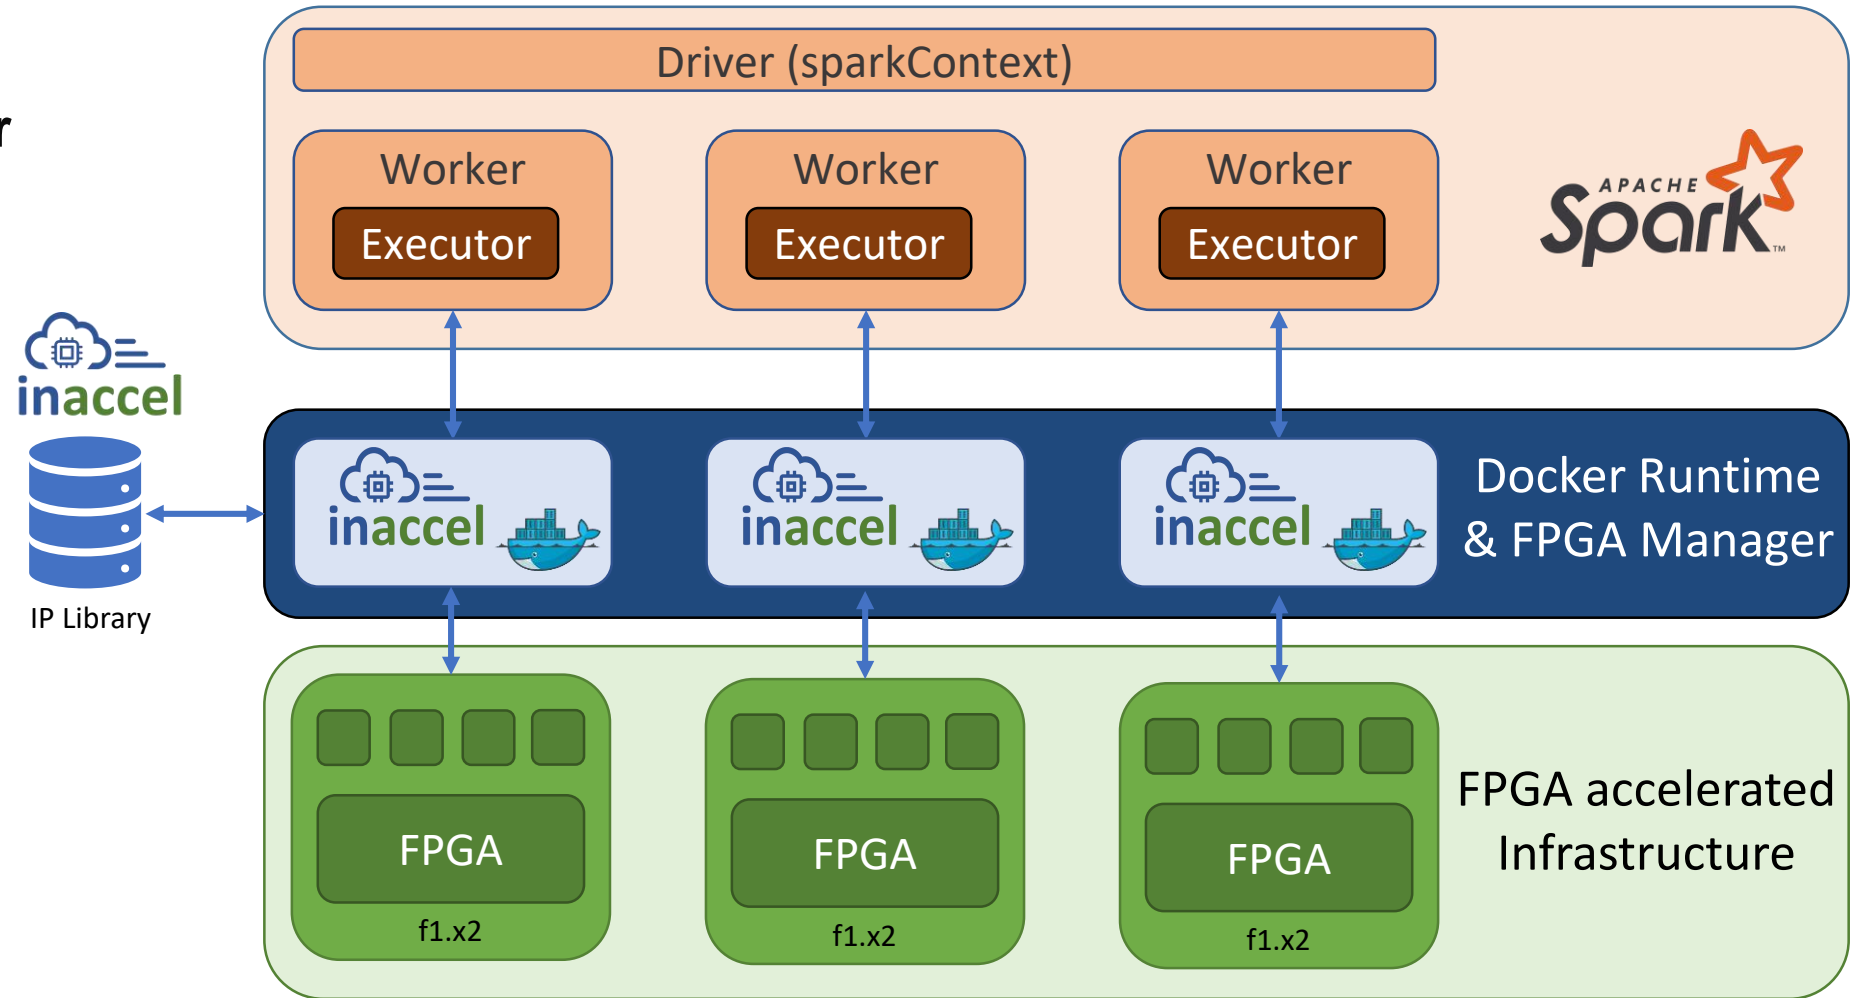 Driver (sparkContext)
r
Worker
Worker
Worker
Executor
Executor
Executor
APACHE
Spark
TM
inaccel
IP Library
inaccel
inaccel
inaccel
Docker Runtime
& FPGA Manager
FPGA
f1.x2
FPGA
f1.x2
FPGA
f1.x2
FPGA accelerated
Infrastructure